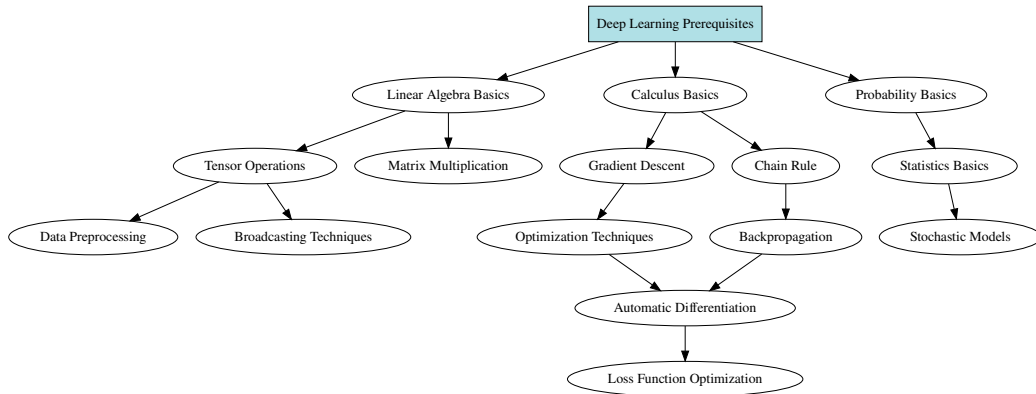 Deep Learning Prerequisites
Linear Algebra Basics
Calculus Basics
Probability Basics
Tensor Operations
Matrix Multiplication
Gradient Descent
Chain Rule
Statistics Basics
Data Preprocessing
Broadcasting Techniques
Optimization Techniques
Backpropagation
Stochastic Models
Automatic Differentiation
Loss Function Optimization